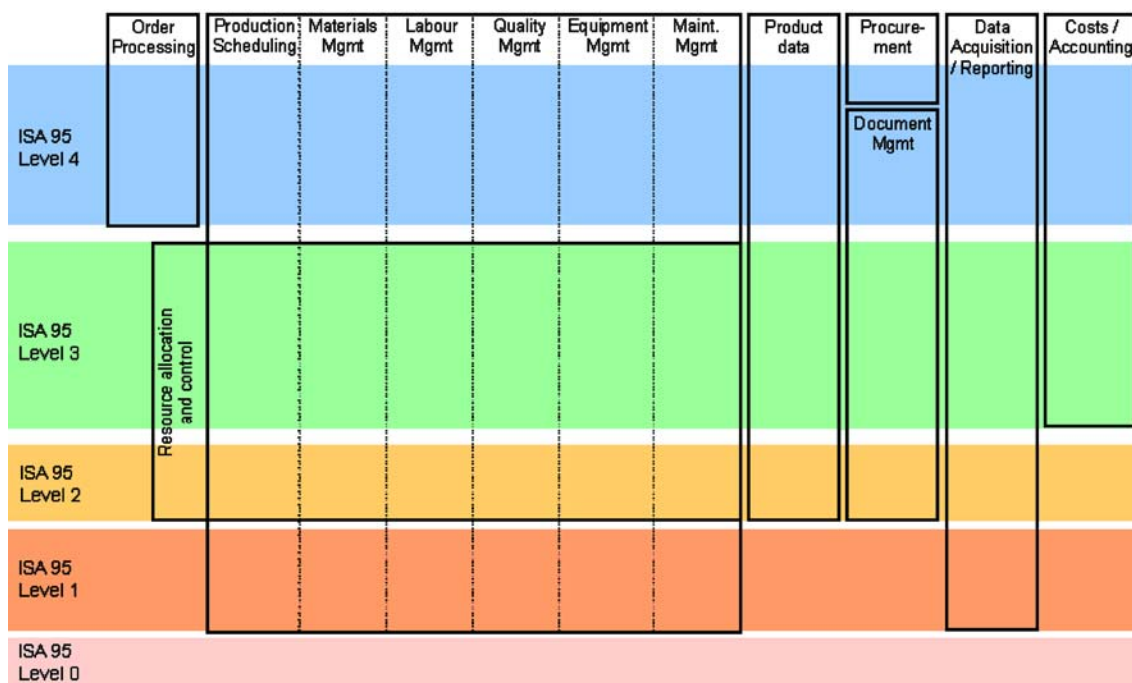 Order
Processing
Production
Scheduling
Materials
Mgmt
Labour
Mgmt
Quality
Mgmt
Equipment
Mgmt
Maint.
Mgmt
Product
data
Procure-
ment
Data
Acquisition
/ Reporting
Costs /
Accounting
Document
Mgmt
ISA 95
Level 4
ISA 95
Level 3
Resource allocation
and control
ISA 95
Level 2
ISA 95
Level 1
ISA 95
Level 0